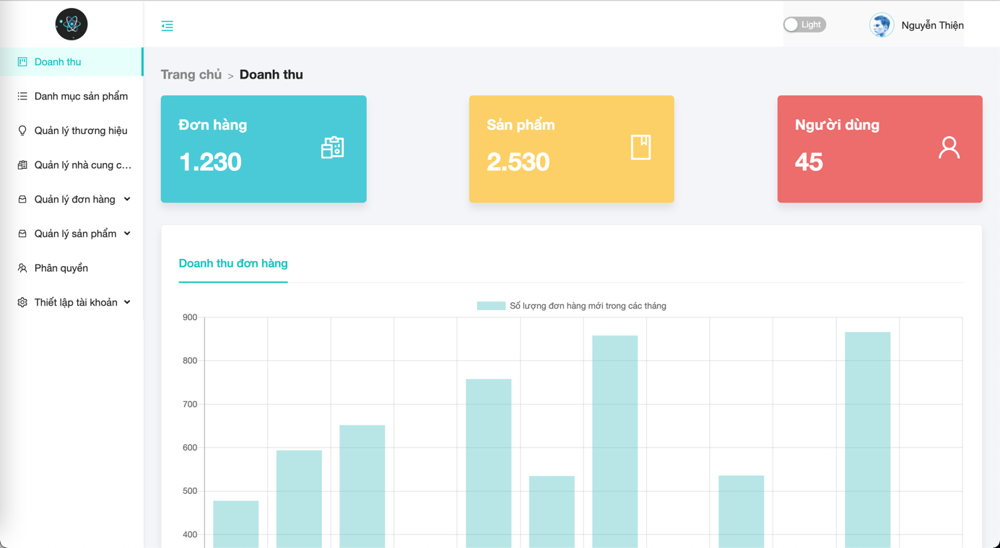 Light
Nguyễn Thiện
Doanh thu
Danh mục sản phẩm
Quản lý thương hiệu
Quản lý nhà cung c...
Quản lý đơn hàng
Quản lý sản phẩm
Phân quyền
Thiết lập tài khoản
Trang chủ > Doanh thu
Đơn hàng
1.230
Sản phẩm
2.530
Người dùng
45
Doanh thu đơn hàng
Số lượng đơn hàng mới trong các tháng
900
800
700
600
500
400